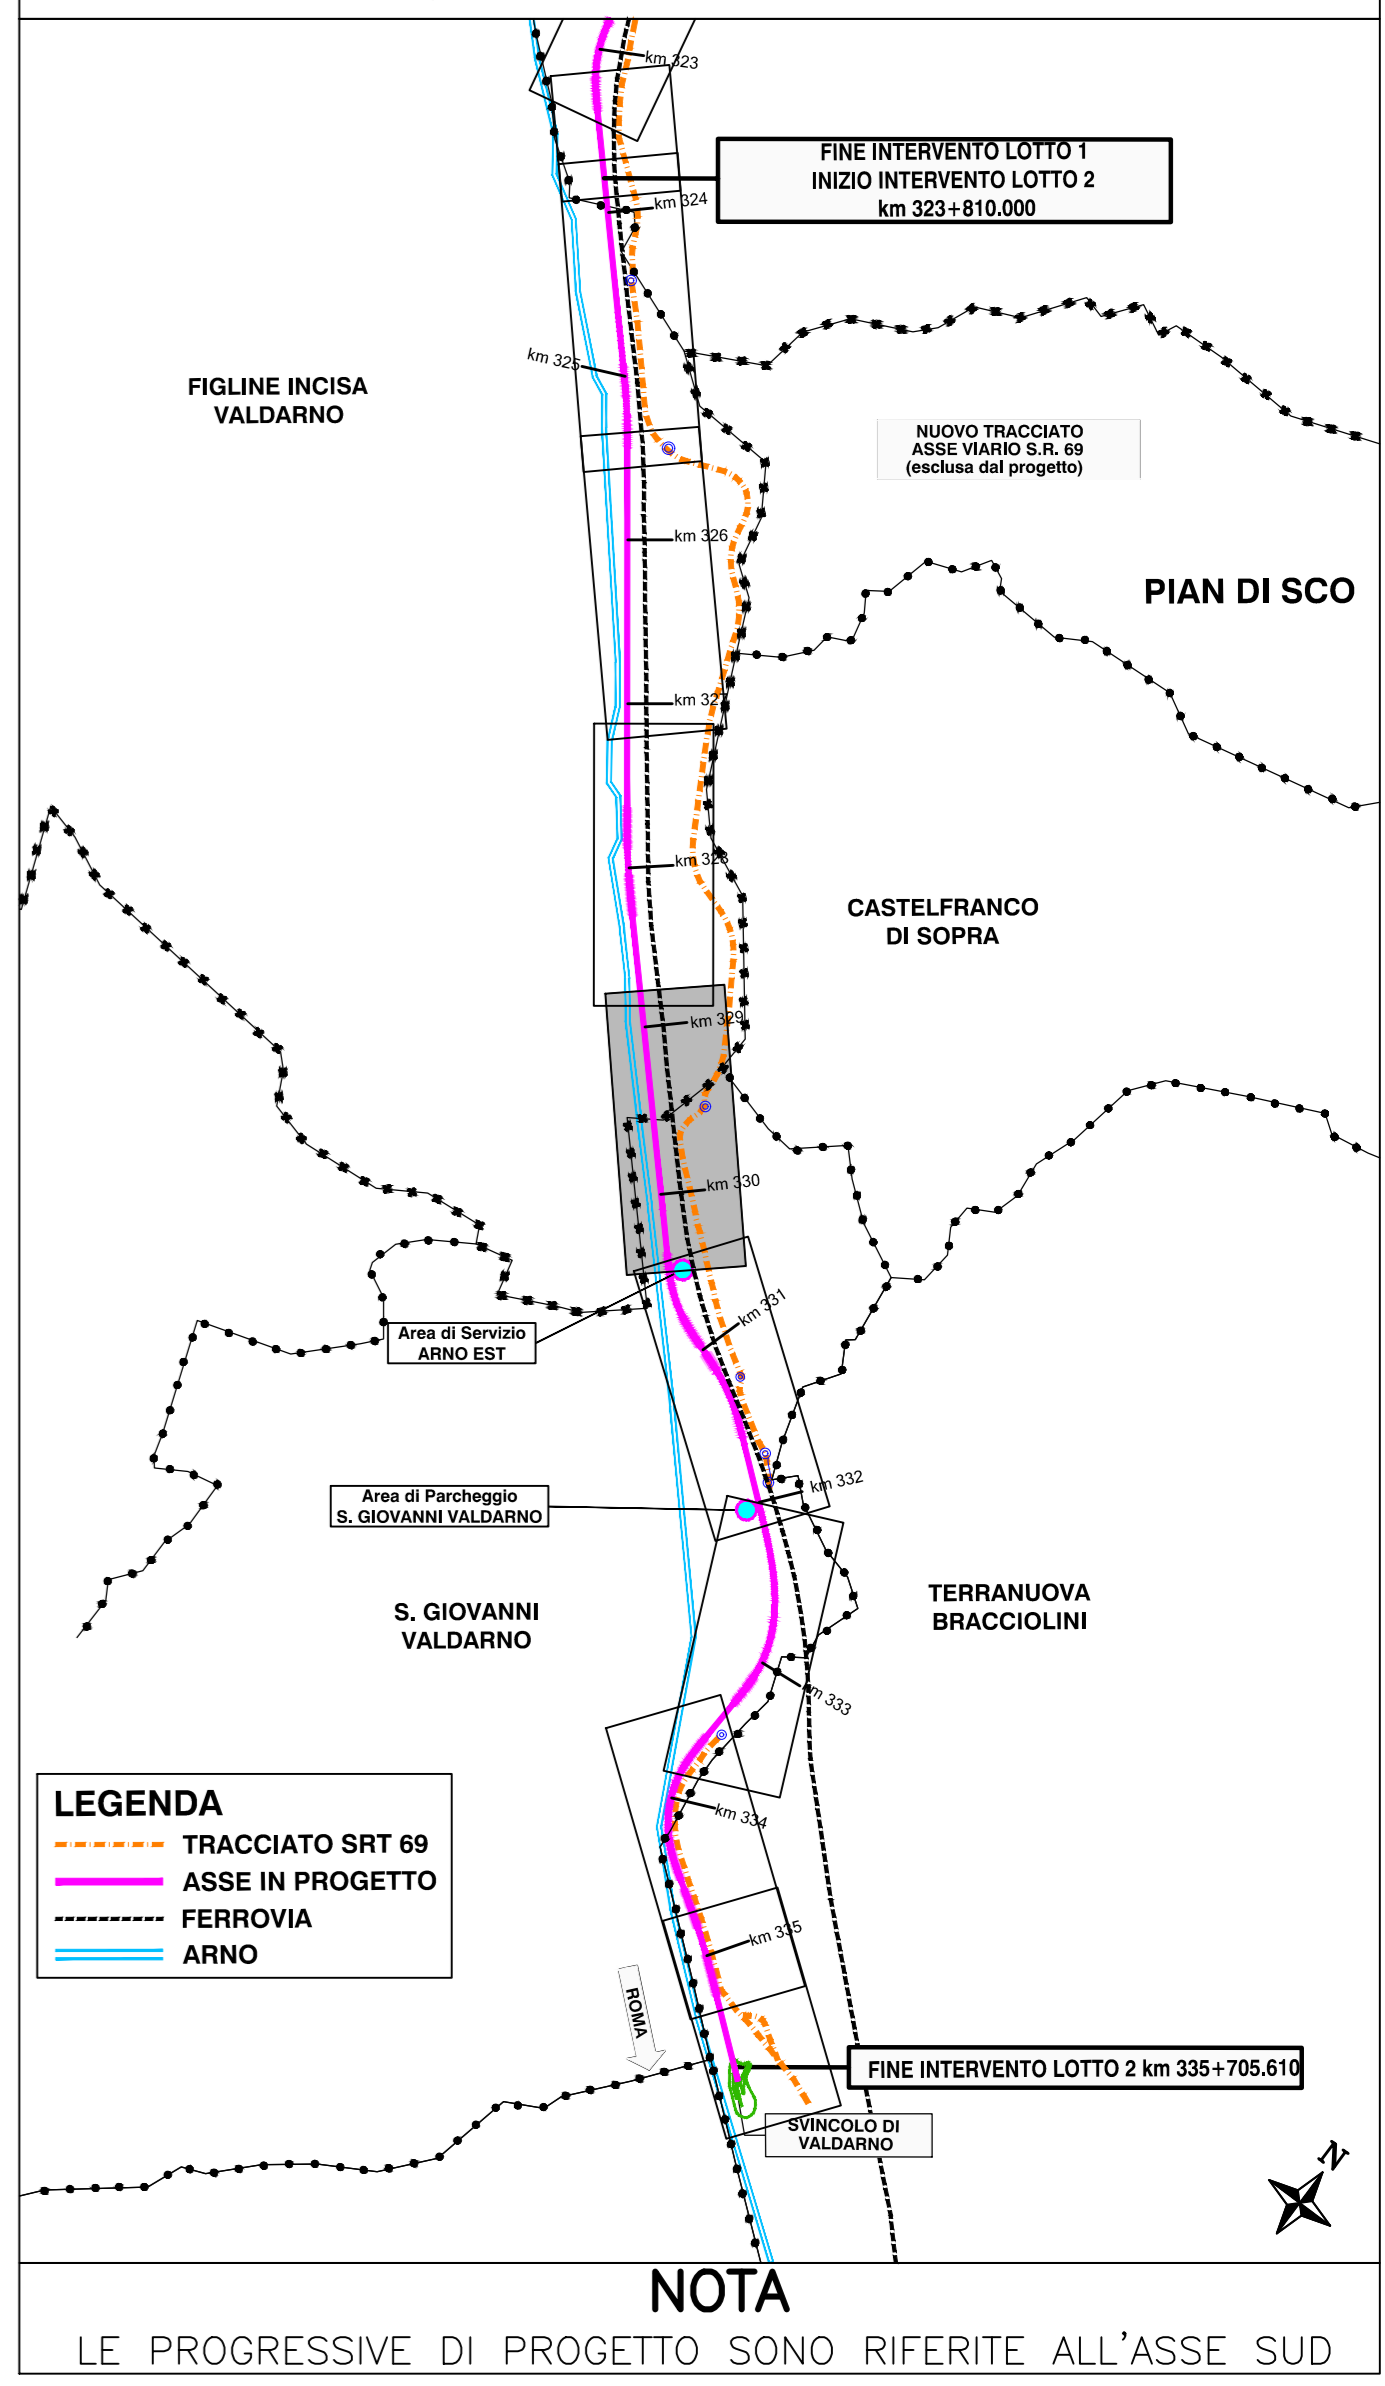 km 323
FINE INTERVENTO LOTTO 1
INIZIO INTERVENTO LOTTO 2
km 323+810.000
km 324
km 325
FIGLINE INCISA
VALDARNO
NUOVO TRACCIATO
ASSE VIARIO S.R. 69
(esclusa dal progetto)
km 326
PIAN DI SCO
km 327
km 328
CASTELFRANCO
DI SOPRA
km 329
km 330
km 331
Area di Servizio
ARNO EST
km 332
Area di Parcheggio
S. GIOVANNI VALDARNO
TERRANUOVA
BRACCIOLINI
S. GIOVANNI
VALDARNO
km 333
LEGENDA
TRACCIATO SRT 69
ASSE IN PROGETTO
FERROVIA
ARNO
km 334
km 335
ROMA
FINE INTERVENTO LOTTO 2 km 335+705.610
SVINCOLO DI
VALDARNO
N
NOTA
LE PROGRESSIVE DI PROGETTO SONO RIFERITE ALL'ASSE SUD